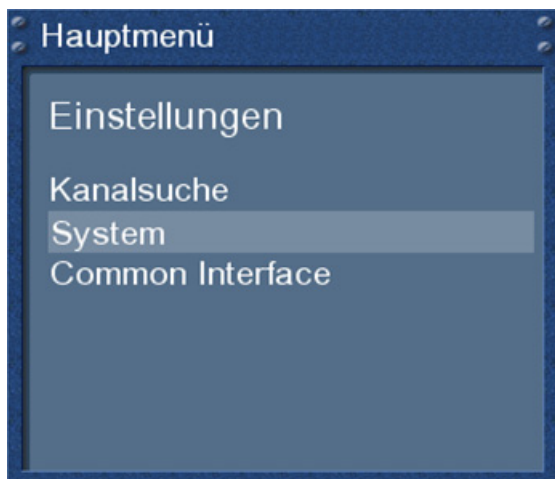 Hauptmenü
Einstellungen
Kanalsuche
System
Common Interface